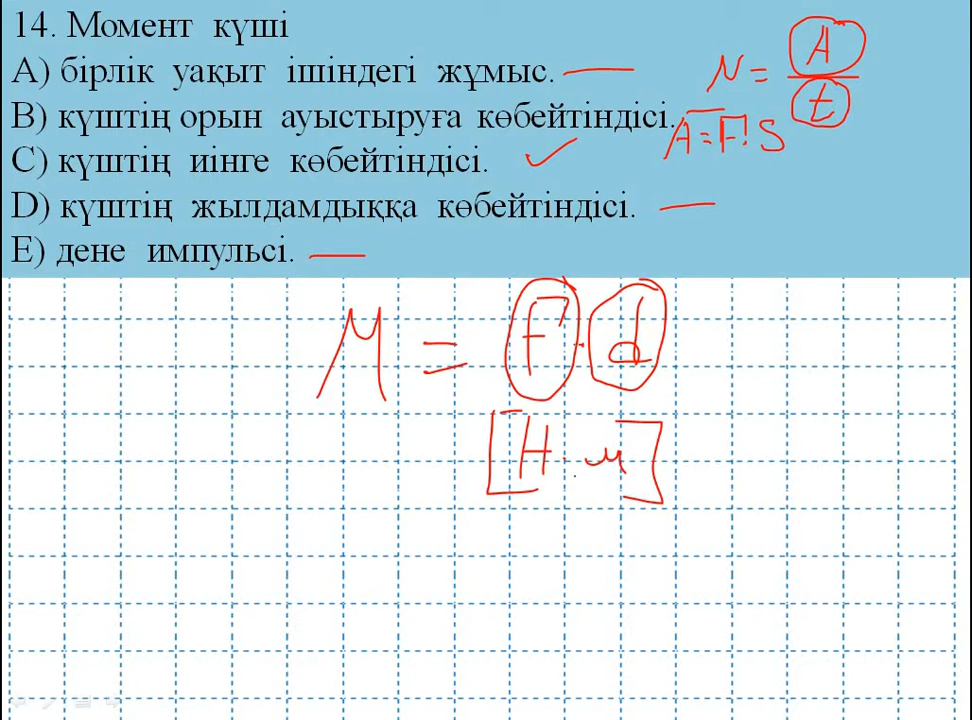 14. Момент күші
A) бірлік уақыт ішіндегі жұмыс.
B) күштің орын ауыстыруға көбейтіндісі.
C) күштің иінге көбейтіндісі.
D) күштің жылдамдыққа көбейтіндісі.
E) дене импульсі.
N = A / t
A = F · S
M = F · d
[Н · м]